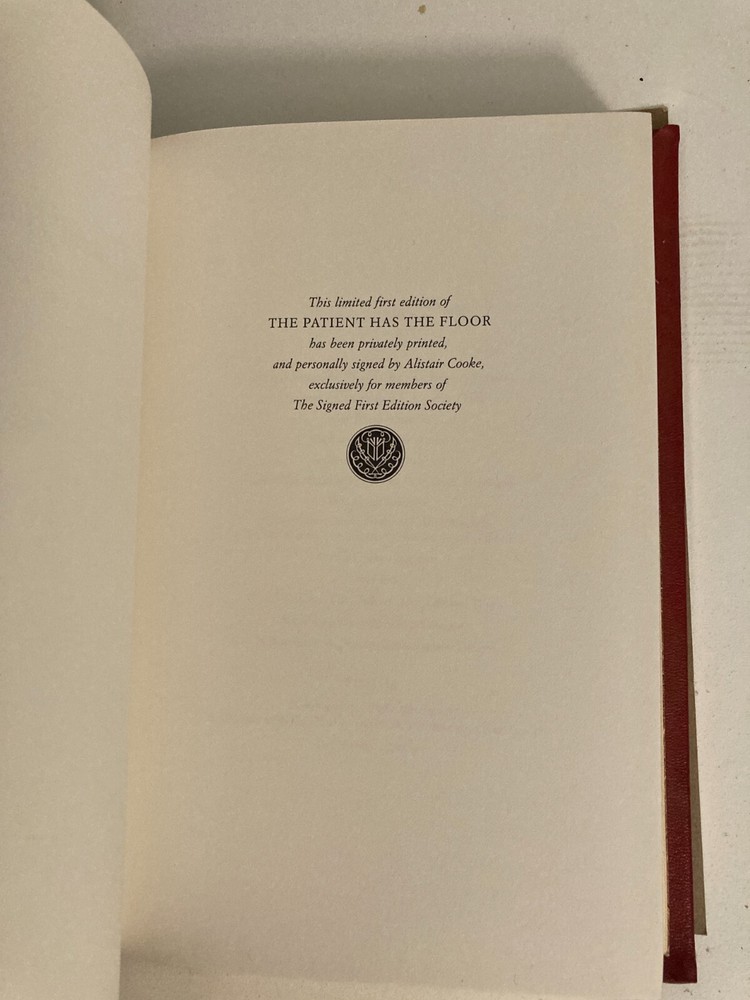 This limited first edition of
THE PATIENT HAS THE FLOOR
has been privately printed,
and personally signed by Alistair Cooke,
exclusively for members of
The Signed First Edition Society